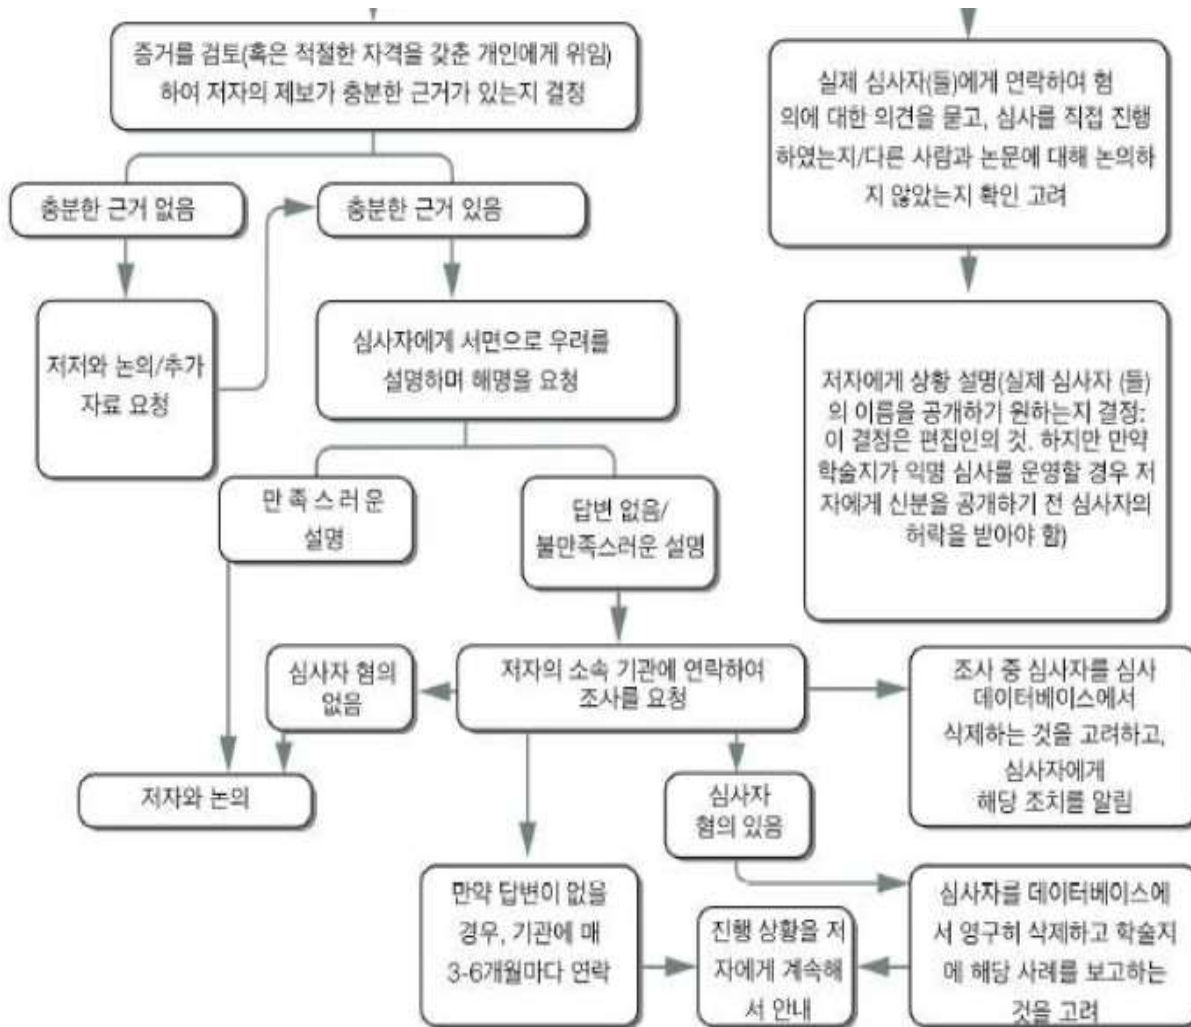 증거를 검토(혹은 적절한 자격을 갖춘 개인에게 위임)
하여 저자의 제보가 충분한 근거가 있는지 결정
실제 심사자(들)에게 연락하여 혐
의에 대한 의견을 묻고, 심사를 직접 진행
하였는지/다른 사람과 논문에 대해 논의하
지 않았는지 확인 고려
충분한 근거 없음
충분한 근거 있음
저저와 논의/추가
자료 요청
심사자에게 서면으로 우려를
설명하며 해명을 요청
저자에게 상황 설명(실제 심사자 (들)
의 이름을 공개하기 원하는지 결정:
이 결정은 편집인의 것. 하지만 만약
학술지가 익명 심사를 운영할 경우 저
자에게 신분을 공개하기 전 심사자의
허락을 받아야 함)
만족스러운
설명
답변 없음/
불만족스러운 설명
심사자 혐의
없음
저자의 소속 기관에 연락하여
조사를 요청
조사 중 심사자를 심사
데이터베이스에서
삭제하는 것을 고려하고,
심사자에게
해당 조치를 알림
저자와 논의
심사자
혐의 있음
만약 답변이 없을
경우, 기관에 매
3-6개월마다 연락
진행 상황을 저
자에게 계속해
서 안내
심사자를 데이터베이스에
서 영구히 삭제하고 학술지
에 해당 사례를 보고하는
것을 고려